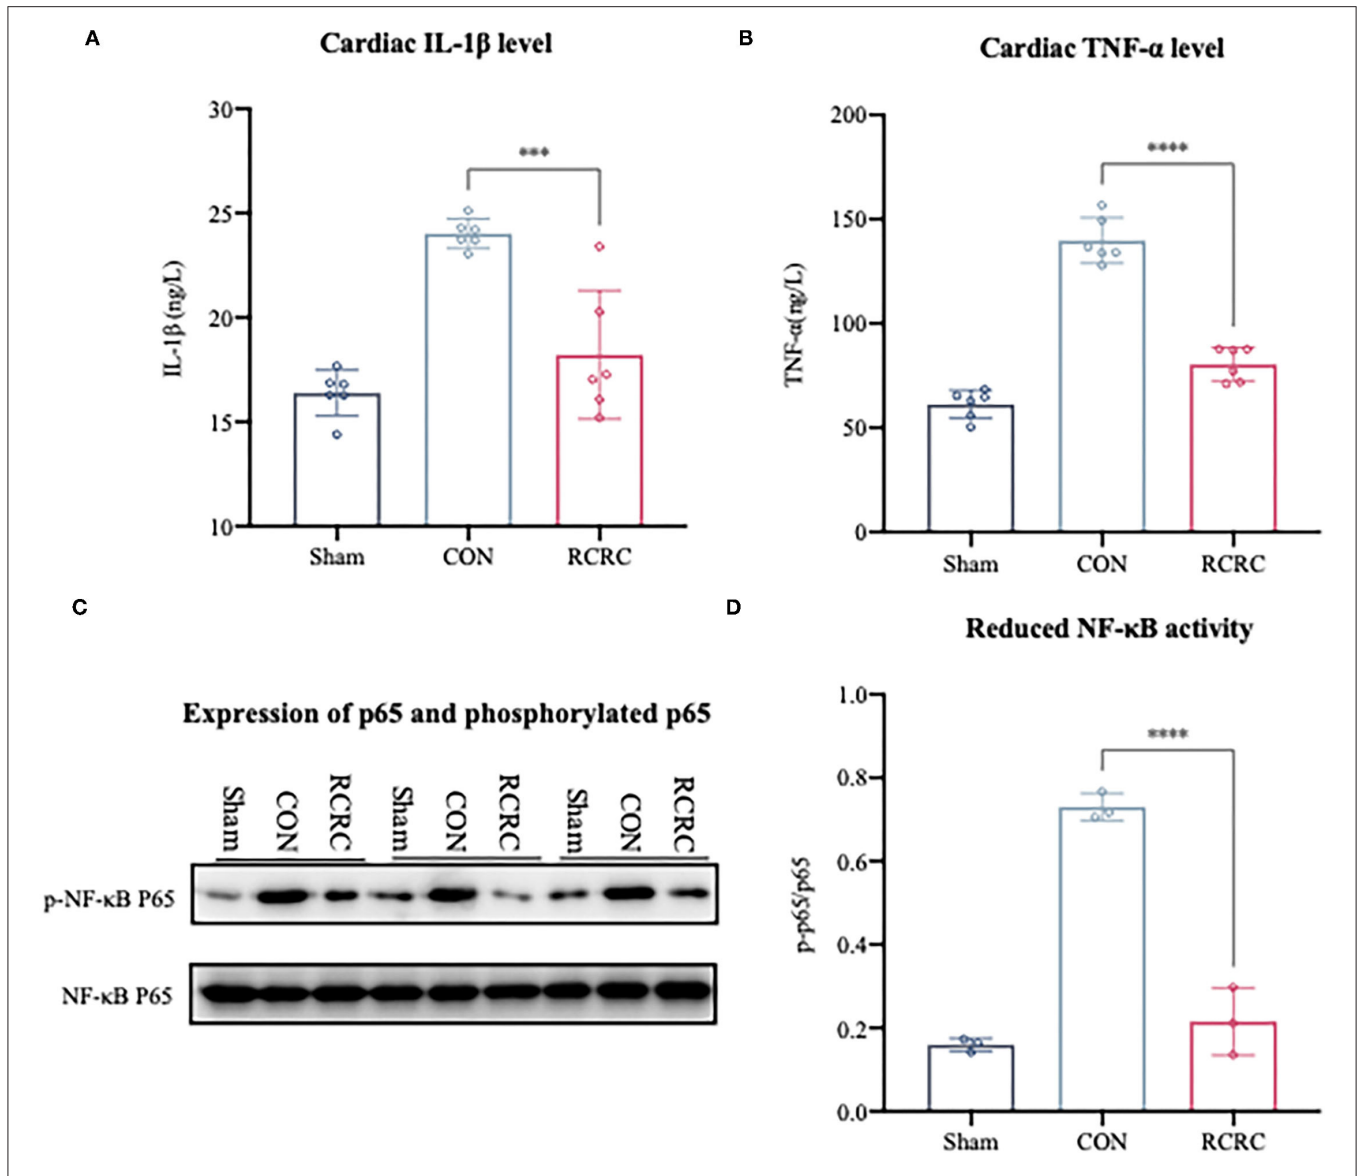 A
Cardiac IL-1β level
30
25
20
15
10
IL-1β (ng/L)
***
Sham
CON
RCRC
B
Cardiac TNF-α level
200
150
100
50
0
TNF-α(ng/L)
****
Sham
CON
RCRC
C
Expression of p65 and phosphorylated p65
Sham
CON
RCRC
Sham
CON
RCRC
Sham
CON
RCRC
p-NF-κB P65
NF-κB P65
D
Reduced NF-κB activity
1.0
0.8
0.6
0.4
0.2
0.0
p-p65/p65
****
Sham
CON
RCRC